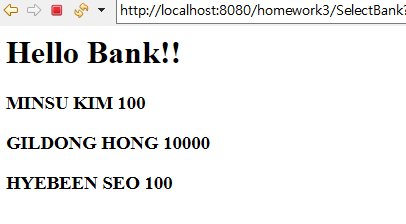 http://localhost:8080/homework3/SelectBank?
Hello Bank!!
MINSU KIM 100
GILDONG HONG 10000
HYEBEEN SEO 100